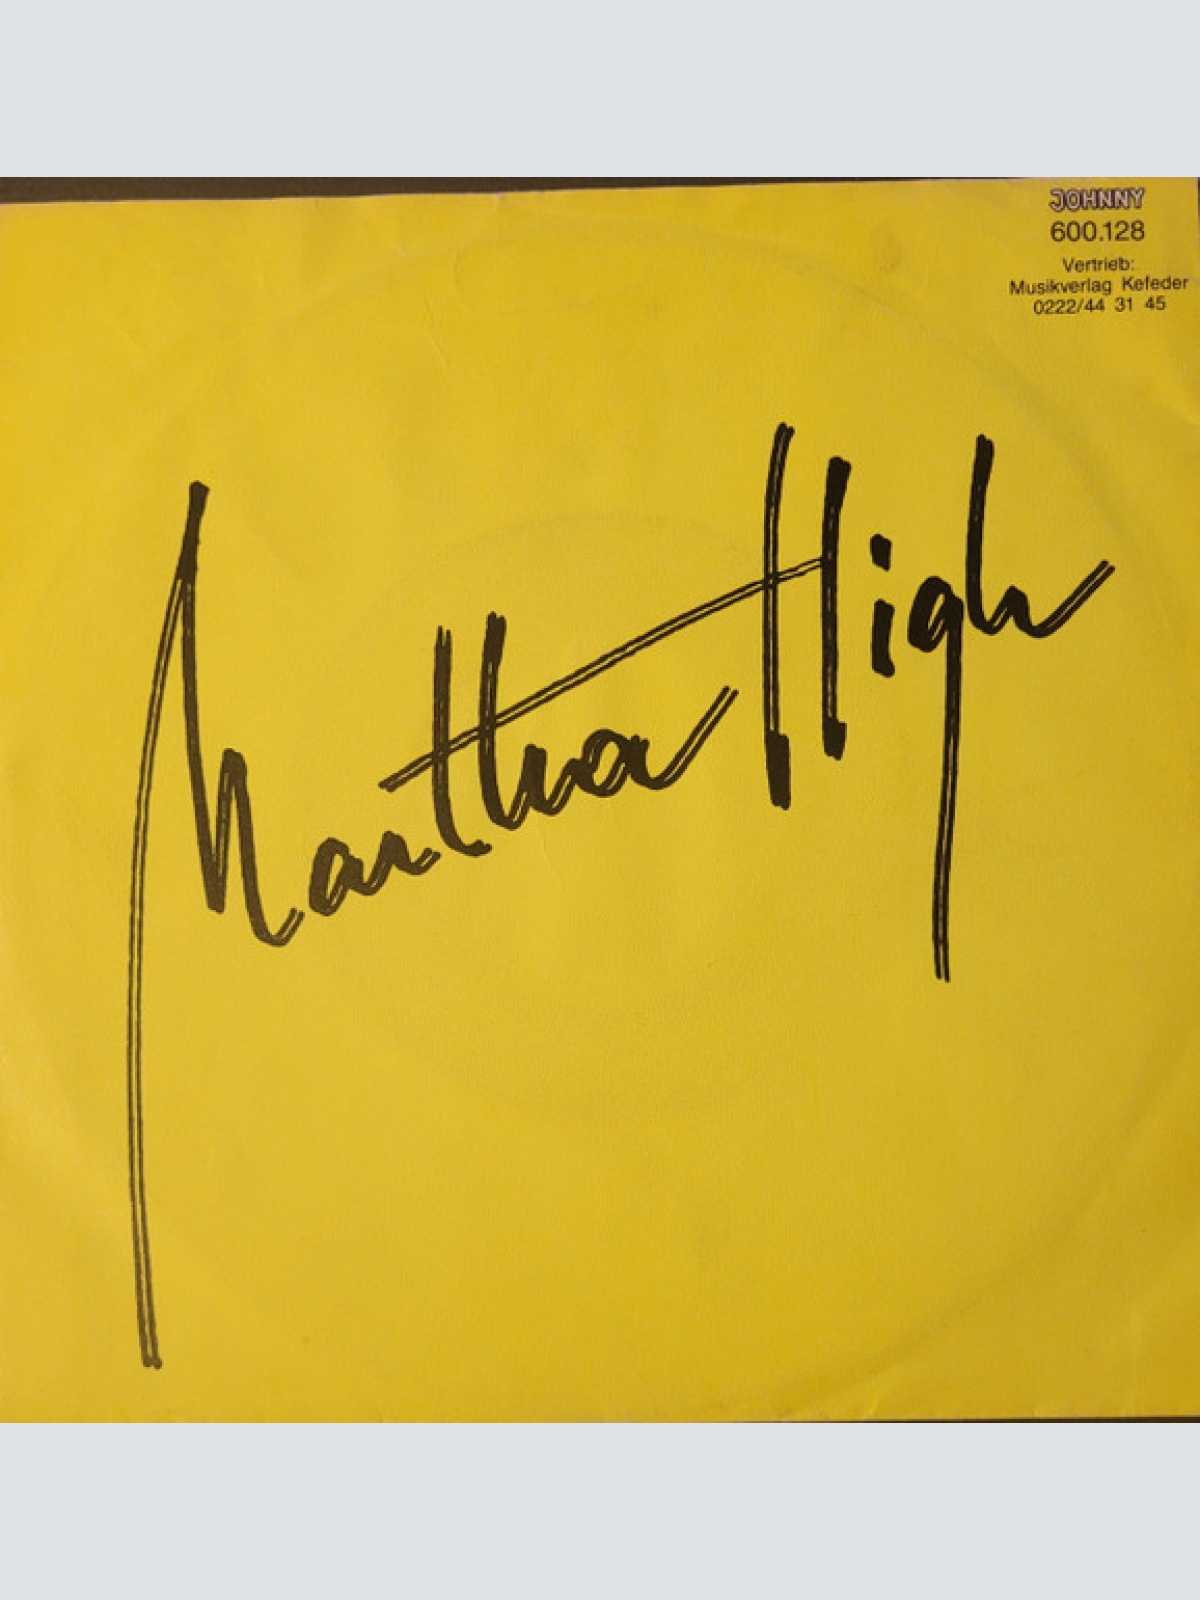 JOHNNY
600.128
Vertrieb:
Musikverlag Kefeder
0222/44 31 45
Martha High